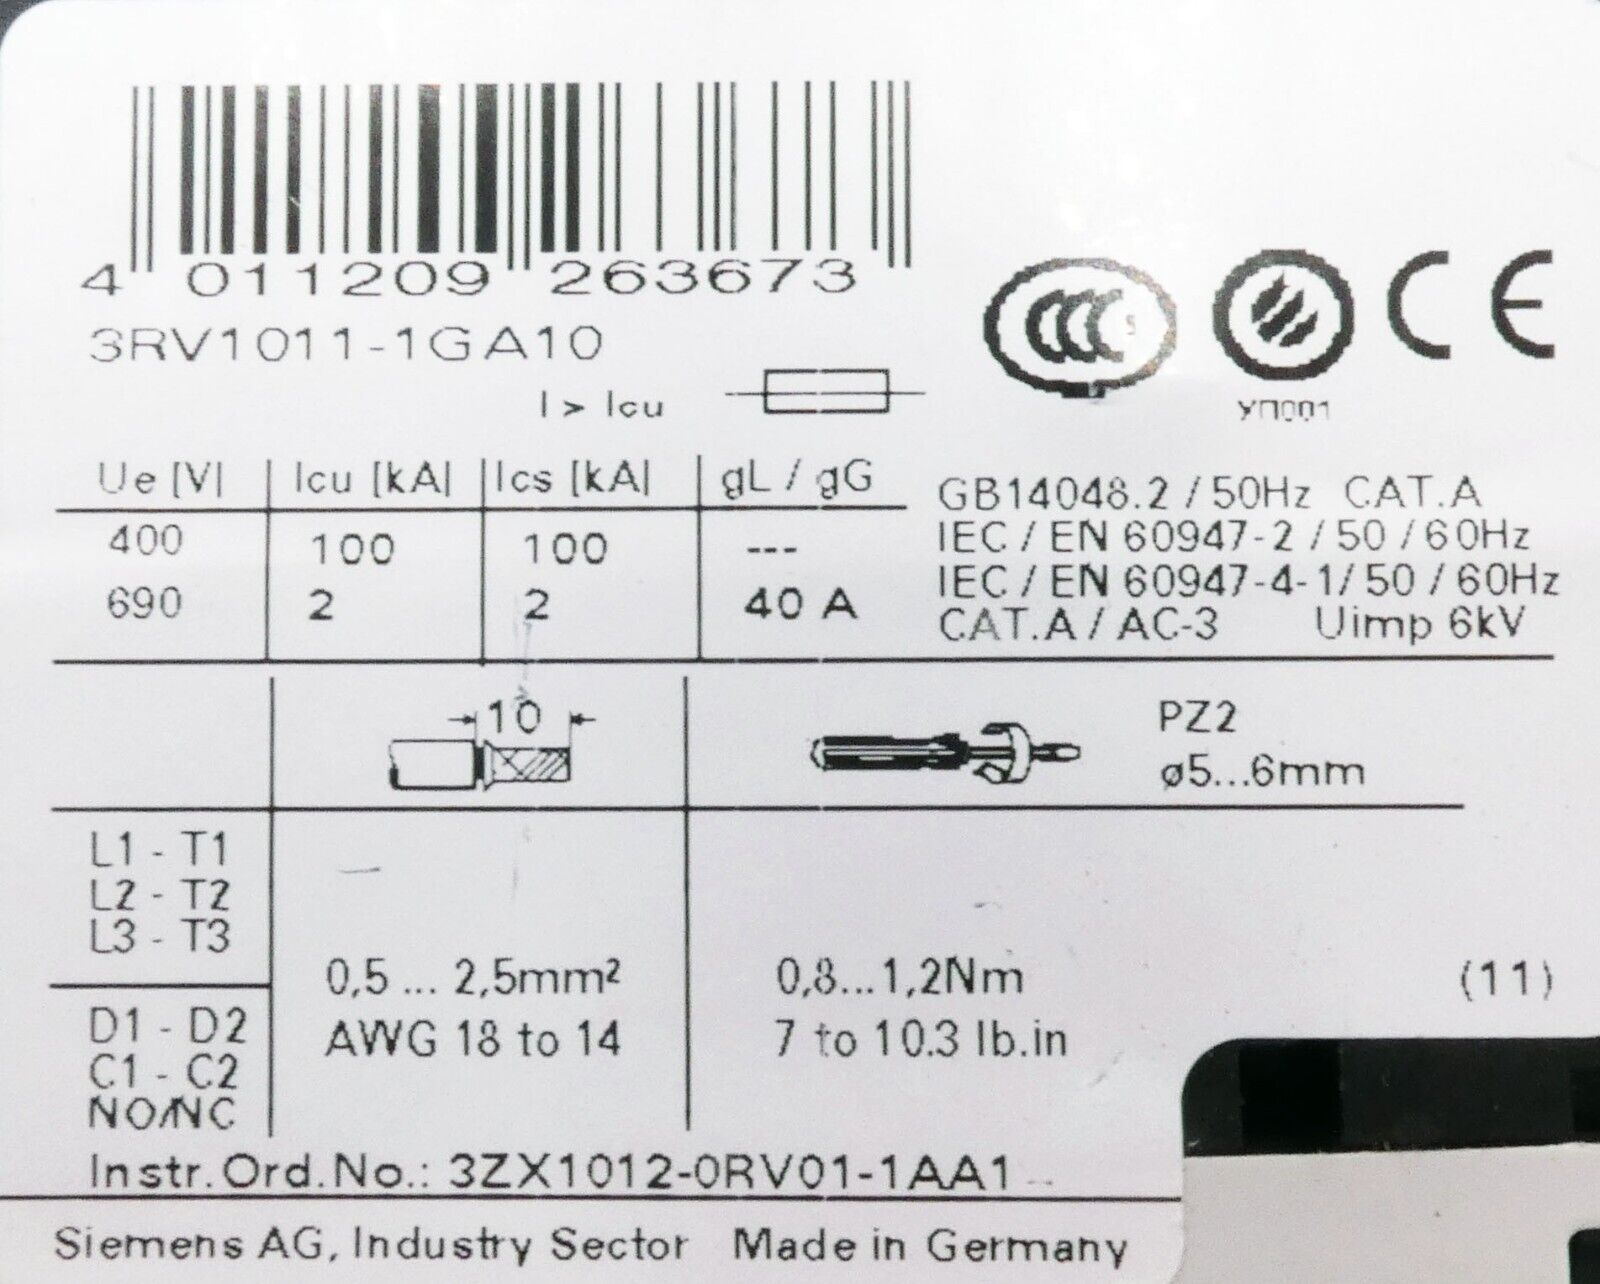 4 011209 263673
3RV1011-1GA10
I > Icu
CCC S
УП001
CE
Ue [V] Icu [kA] Ics [kA] gL / gG
400 100 100 ---
690 2 2 40 A
GB14048.2 / 50Hz CAT.A
IEC / EN 60947-2 / 50 / 60Hz
IEC / EN 60947-4-1 / 50 / 60Hz
CAT.A / AC-3 Uimp 6kV
10
PZ2
ø5...6mm
L1 - T1
L2 - T2
L3 - T3
D1 - D2
C1 - C2
NO/NC
0,5 ... 2,5mm²
AWG 18 to 14
0,8...1,2Nm
7 to 10.3 lb.in
(11)
Instr.Ord.No.: 3ZX1012-0RV01-1AA1
Siemens AG, Industry Sector Made in Germany